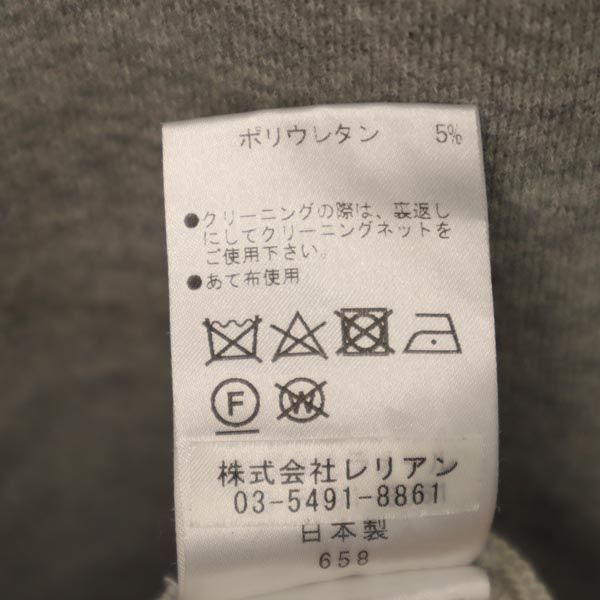 ポリウレタン 5%
●クリーニングの際は、裏返し
にしてクリーニングネットを
ご使用下さい。
●あて布使用
F W
株式会社レリアン
03-5491-8861
日本製
658